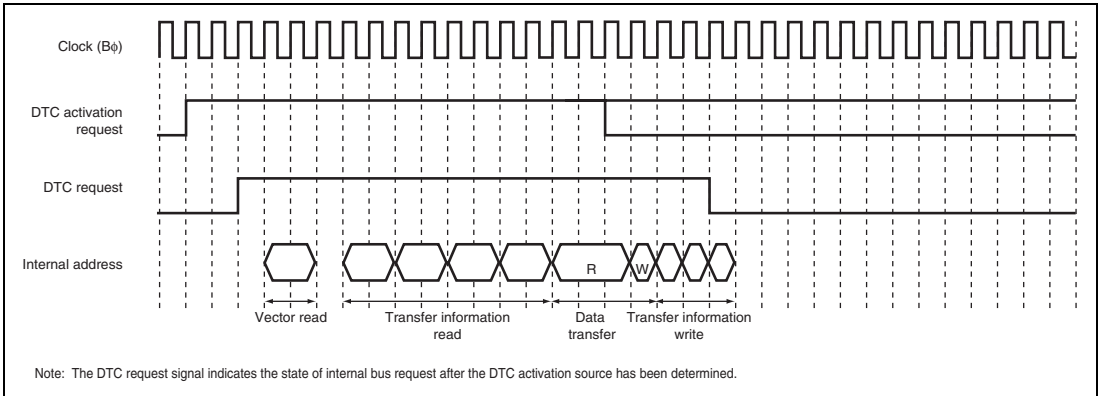 Clock (Bφ)
DTC activation
request
DTC request
Internal address
R
W
Vector read
Transfer information
read
Data
transfer
Transfer information
write
Note: The DTC request signal indicates the state of internal bus request after the DTC activation source has been determined.